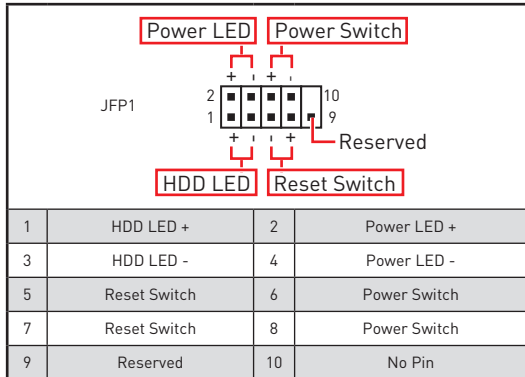 Power LED Power Switch
+ - + -
JFP1
2 10
1 9
+ - - +
Reserved
HDD LED Reset Switch
1 HDD LED + 2 Power LED +
3 HDD LED - 4 Power LED -
5 Reset Switch 6 Power Switch
7 Reset Switch 8 Power Switch
9 Reserved 10 No Pin